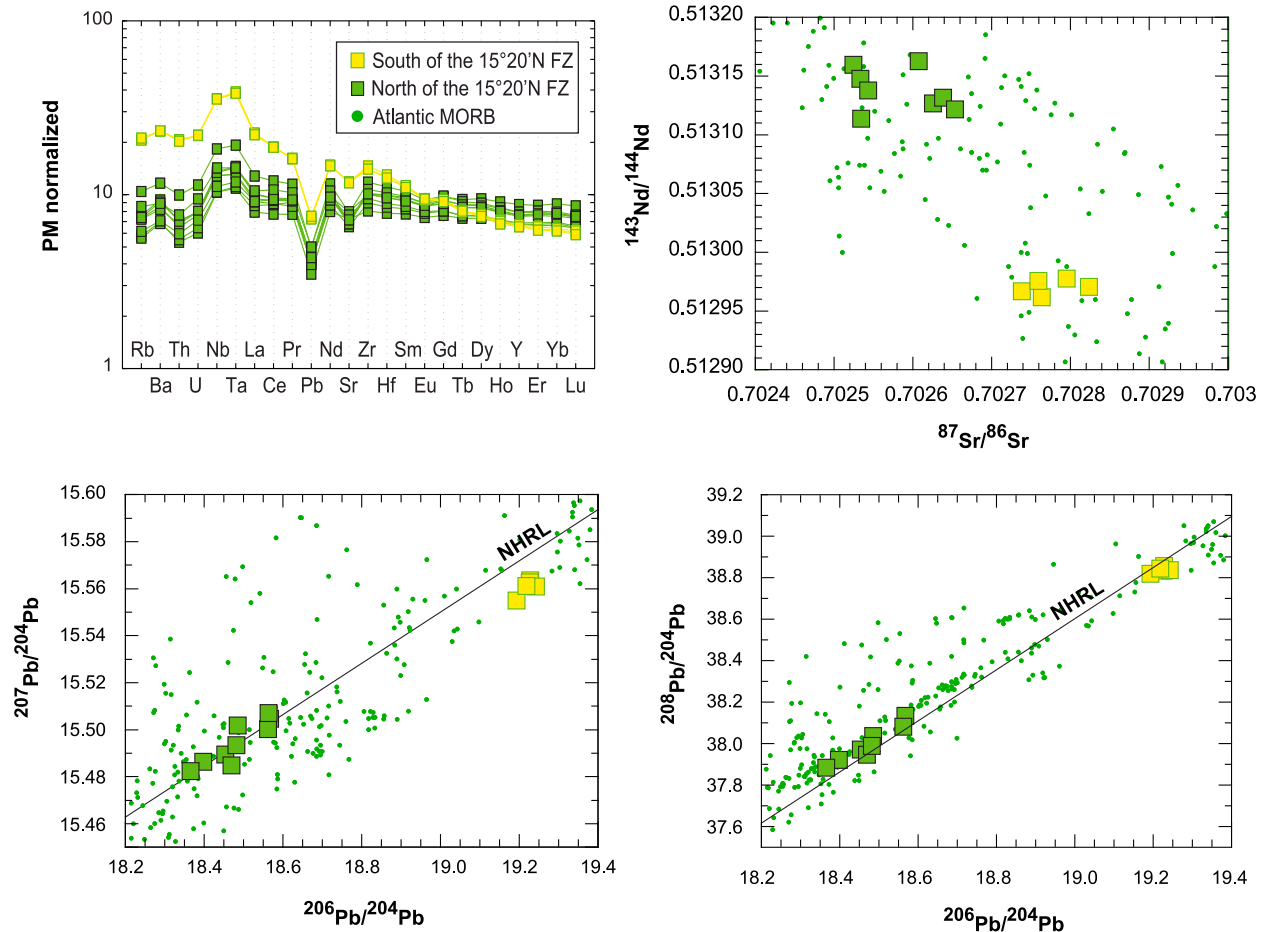 100
10
1
PM normalized
South of the 15°20'N FZ
North of the 15°20'N FZ
Atlantic MORB
Rb Th Nb La Pr Nd Zr Sm Gd Dy Y Yb
Ba U Ta Ce Pb Sr Hf Eu Tb Ho Er Lu
0.51320
0.51315
0.51310
0.51305
0.51300
0.51295
0.51290
143Nd/144Nd
0.7024 0.7025 0.7026 0.7027 0.7028 0.7029 0.703
87Sr/86Sr
15.60
15.58
15.56
15.54
15.52
15.50
15.48
15.46
207Pb/204Pb
NHRL
18.2 18.4 18.6 18.8 19.0 19.2 19.4
206Pb/204Pb
39.2
39.0
38.8
38.6
38.4
38.2
38.0
37.8
37.6
208Pb/204Pb
NHRL
18.2 18.4 18.6 18.8 19.0 19.2 19.4
206Pb/204Pb